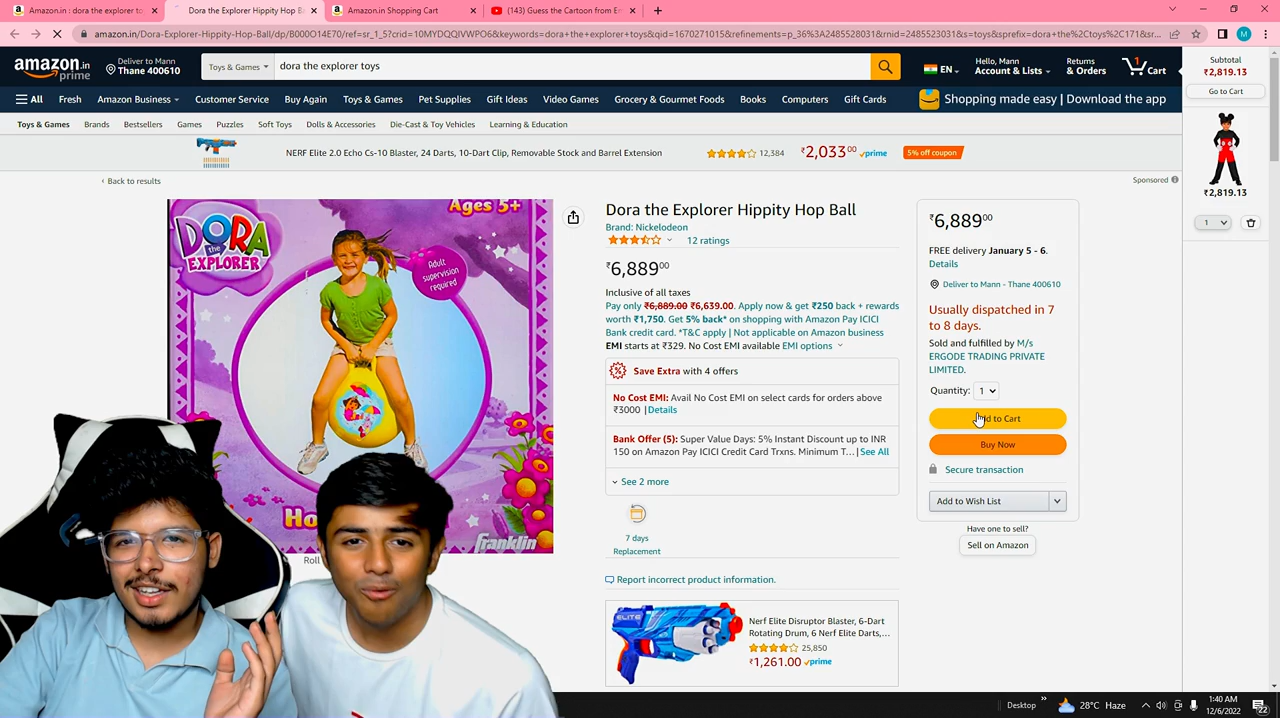 Amazon.in : dora the explorer to
Dora the Explorer Hippity Hop Ba
Amazon.in Shopping Cart
(143) Guess the Cartoon from En
amazon.in/Dora-Explorer-Hippity-Hop-Ball/dp/B000O14E70/ref=sr_1_5?crid=10MYDQQIVWPO6&keywords=dora+the+explorer+toys&qid=1670271015&refinements=p_36%3A2485528031&rnid=2485523031&s=toys&sprefix=dora+the%2Ctoys%2C171&sr...
M
amazon.in
prime
Deliver to Mann
Thane 400610
Toys & Games
dora the explorer toys
EN
Hello, Mann
Account & Lists
Returns
& Orders
1
Cart
Subtotal
₹2,819.13
Go to Cart
All
Fresh
Amazon Business
Customer Service
Buy Again
Toys & Games
Pet Supplies
Gift Ideas
Video Games
Grocery & Gourmet Foods
Books
Computers
Gift Cards
Shopping made easy | Download the app
Toys & Games
Brands
Bestsellers
Games
Puzzles
Soft Toys
Dolls & Accessories
Die-Cast & Toy Vehicles
Learning & Education
NERF Elite 2.0 Echo Cs-10 Blaster, 24 Darts, 10-Dart Clip, Removable Stock and Barrel Extension
12,384
₹2,033⁰⁰
prime
5% off coupon
‹ Back to results
Sponsored
₹2,819.13
1
Ages 5+
DORA
the
EXPLORER
Adult
supervision
required
Ho
franklin
Roll
Dora the Explorer Hippity Hop Ball
Brand: Nickelodeon
12 ratings
₹6,889⁰⁰
Inclusive of all taxes
Pay only ₹6,889.00 ₹6,639.00. Apply now & get ₹250 back + rewards
worth ₹1,750. Get 5% back* on shopping with Amazon Pay ICICI
Bank credit card. *T&C apply | Not applicable on Amazon business
EMI starts at ₹329. No Cost EMI available EMI options
Save Extra with 4 offers
No Cost EMI: Avail No Cost EMI on select cards for orders above
₹3000 |Details
Bank Offer (5): Super Value Days: 5% Instant Discount up to INR
150 on Amazon Pay ICICI Credit Card Trxns. Minimum T... | See All
See 2 more
7 days
Replacement
Report incorrect product information.
ELITE
Nerf Elite Disruptor Blaster, 6-Dart
Rotating Drum, 6 Nerf Elite Darts,...
25,850
₹1,261.00 prime
₹6,889⁰⁰
FREE delivery January 5 - 6.
Details
Deliver to Mann - Thane 400610
Usually dispatched in 7
to 8 days.
Sold and fulfilled by M/s
ERGODE TRADING PRIVATE
LIMITED.
Quantity: 1
dd to Cart
Buy Now
Secure transaction
Add to Wish List
Have one to sell?
Sell on Amazon
Desktop
28°C Haze
1:40 AM
12/6/2022
22